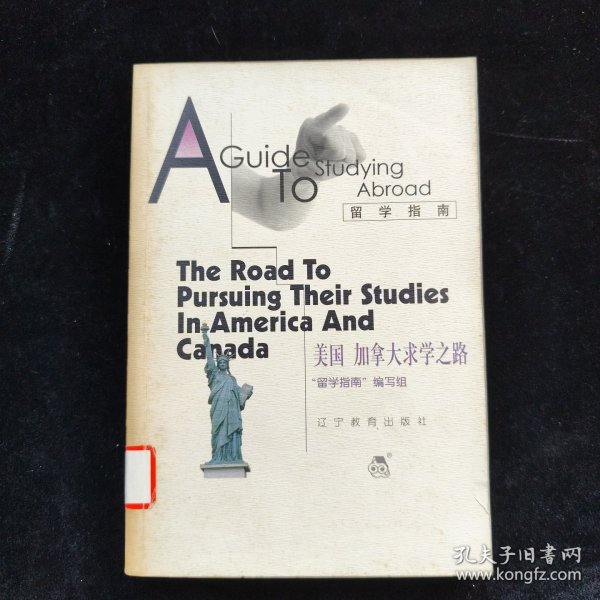 A Guide To Studying Abroad
留学指南
The Road To
Pursuing Their Studies
In America And
Canada
美国 加拿大求学之路
“留学指南”编写组
辽宁教育出版社
®
孔夫子旧书网
www.kongfz.com